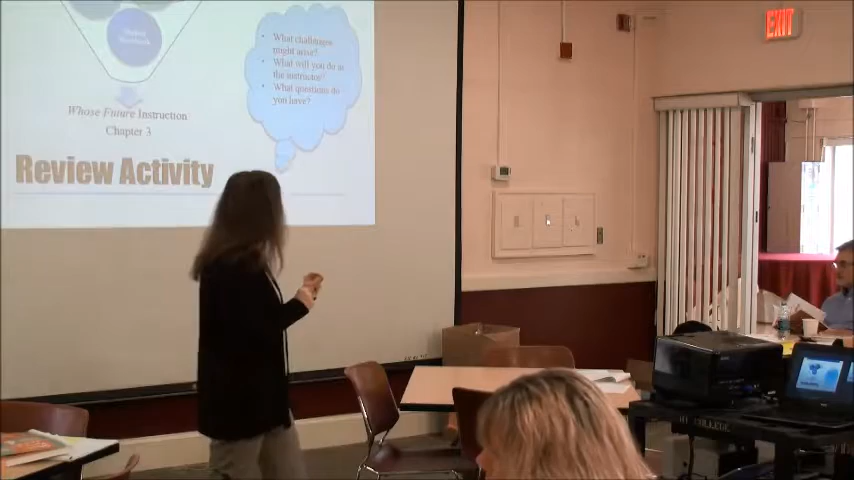 EXIT
What challenges
might arise?
What will you do as
the instructor?
What questions do
you have?
Whose Future Instruction
Chapter 3
Review Activity
COLLEGE